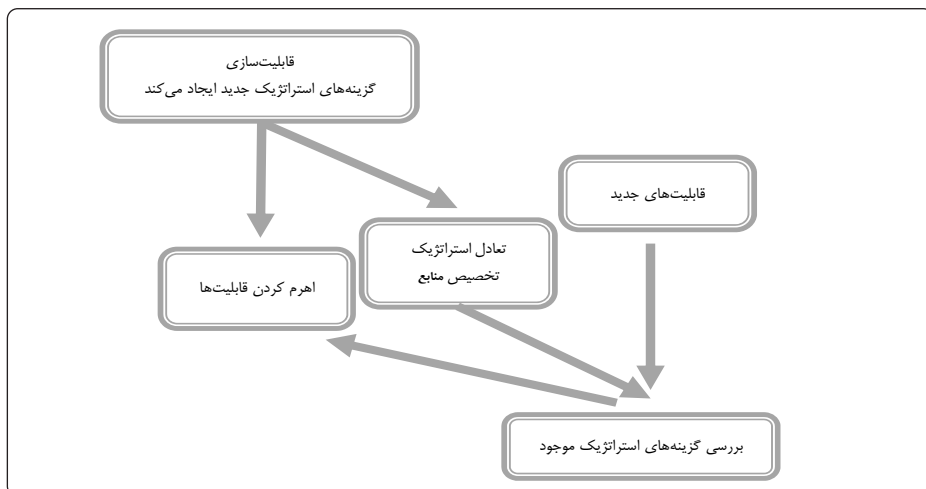 قابلیت‌سازی
گزینه‌های استراتژیک جدید ایجاد می‌کند
قابلیت‌های جدید
تعادل استراتژیک
تخصیص منابع
اهرم کردن قابلیت‌ها
بررسی گزینه‌های استراتژیک موجود